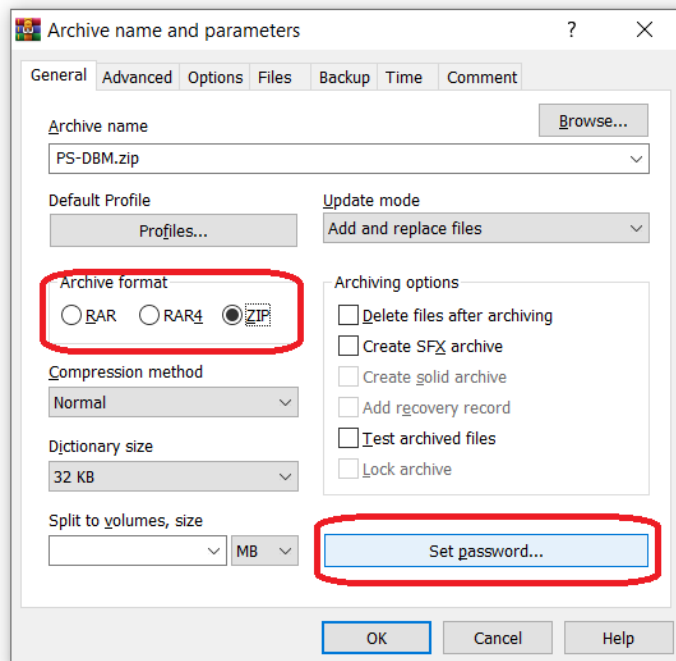 Archive name and parameters
?
General Advanced Options Files Backup Time Comment
Archive name
Browse...
PS-DBM.zip
Default Profile
Profiles...
Update mode
Add and replace files
Archive format
RAR RAR4 ZIP
Compression method
Normal
Dictionary size
32 KB
Split to volumes, size
MB
Archiving options
Delete files after archiving
Create SFX archive
Create solid archive
Add recovery record
Test archived files
Lock archive
Set password...
OK Cancel Help